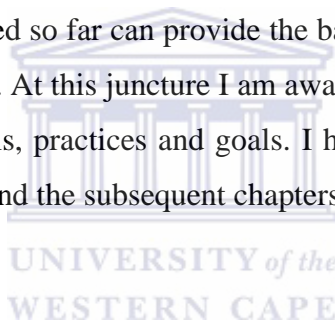 ed so far can provide the ba
. At this juncture I am awa
s, practices and goals. I h
nd the subsequent chapters
UNIVERSITY of the
WESTERN CAPE